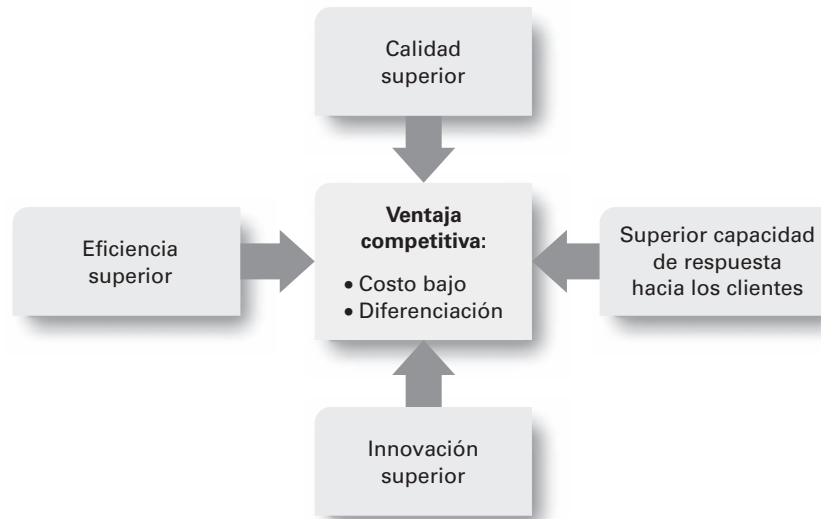 Calidad
superior
Eficiencia
superior
Ventaja
competitiva:
• Costo bajo
• Diferenciación
Superior capacidad
de respuesta
hacia los clientes
Innovación
superior